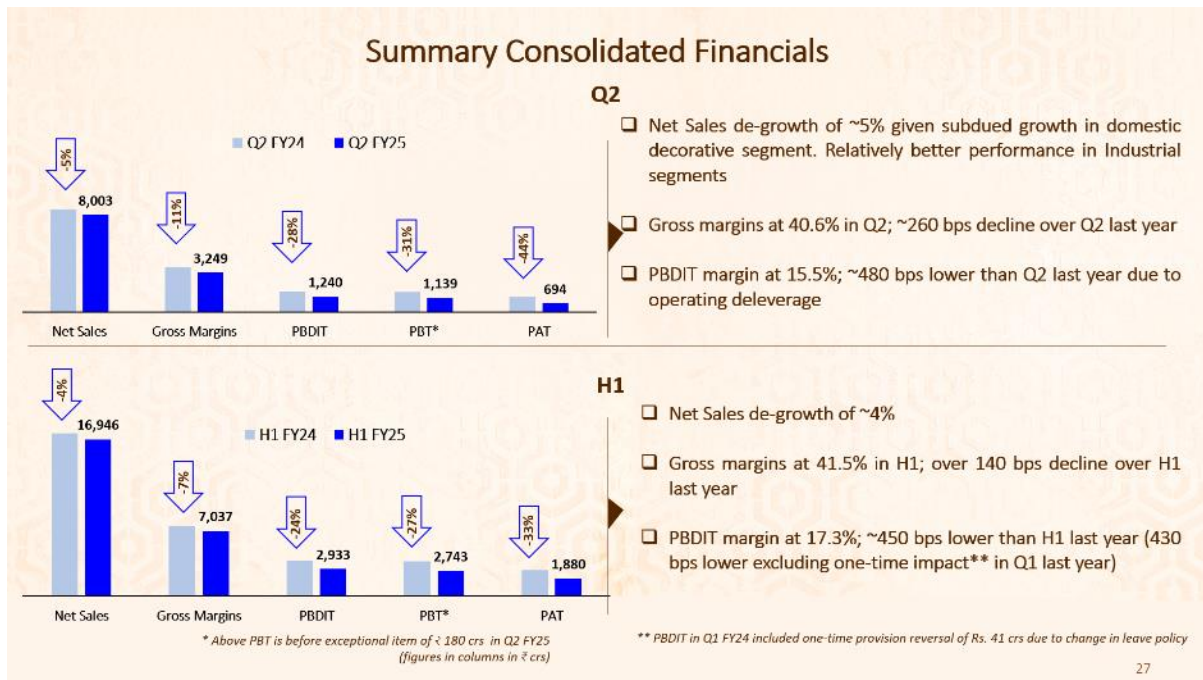 Summary Consolidated Financials
Q2
Q2 FY24 Q2 FY25
-5%
8,003
-11%
3,249
-28%
1,240
-31%
1,139
-44%
694
Net Sales Gross Margins PBDIT PBT* PAT
Net Sales de-growth of ~5% given subdued growth in domestic
decorative segment. Relatively better performance in Industrial
segments
Gross margins at 40.6% in Q2; ~260 bps decline over Q2 last year
PBDIT margin at 15.5%; ~480 bps lower than Q2 last year due to
operating deleverage
H1
H1 FY24 H1 FY25
-4%
16,946
-7%
7,037
-24%
2,933
-27%
2,743
-33%
1,880
Net Sales Gross Margins PBDIT PBT* PAT
Net Sales de-growth of ~4%
Gross margins at 41.5% in H1; over 140 bps decline over H1
last year
PBDIT margin at 17.3%; ~450 bps lower than H1 last year (430
bps lower excluding one-time impact** in Q1 last year)
* Above PBT is before exceptional item of ₹ 180 crs in Q2 FY25
(figures in columns in ₹ crs)
** PBDIT in Q1 FY24 included one-time provision reversal of Rs. 41 crs due to change in leave policy
27